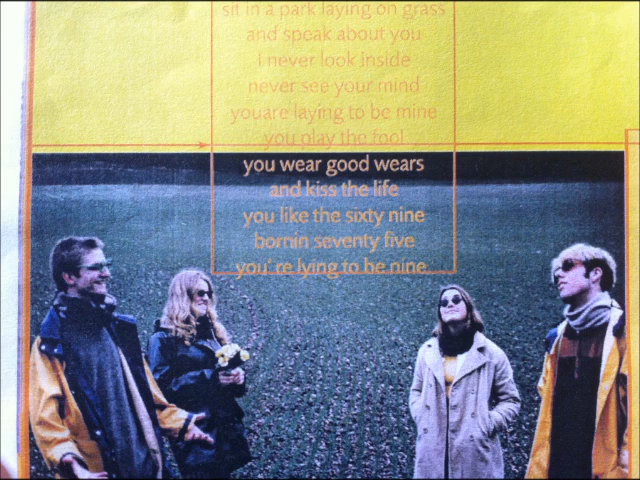 sit in a park laying on grass
and speak about you
I never look inside
never see your mind
youare laying to be mine
you play the fool
you wear good wears
and kiss the life
you like the sixty nine
bornin seventy five
you' re lying to be nine